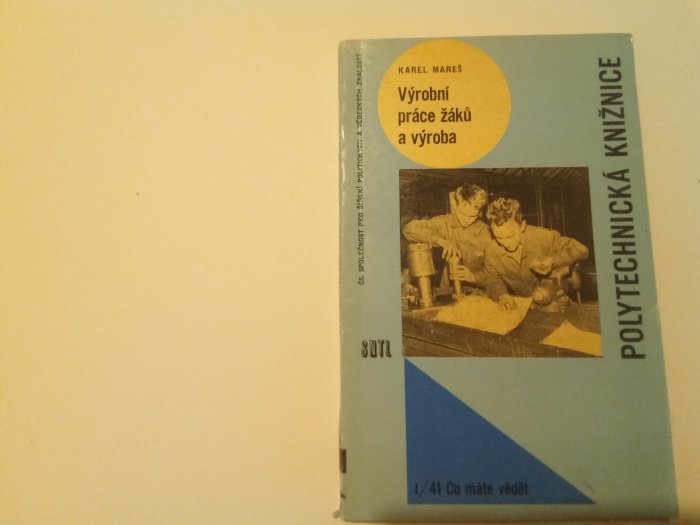 KAREL MAREŠ
Výrobní
práce žáků
a výroba
POLYTECHNICKÁ KNIŽNICE
ČS. SPOLEČNOST PRO ŠÍŘENÍ POLITICKÝCH A VĚDECKÝCH ZNALOSTÍ
SNTL
I/41 Co máte vědět